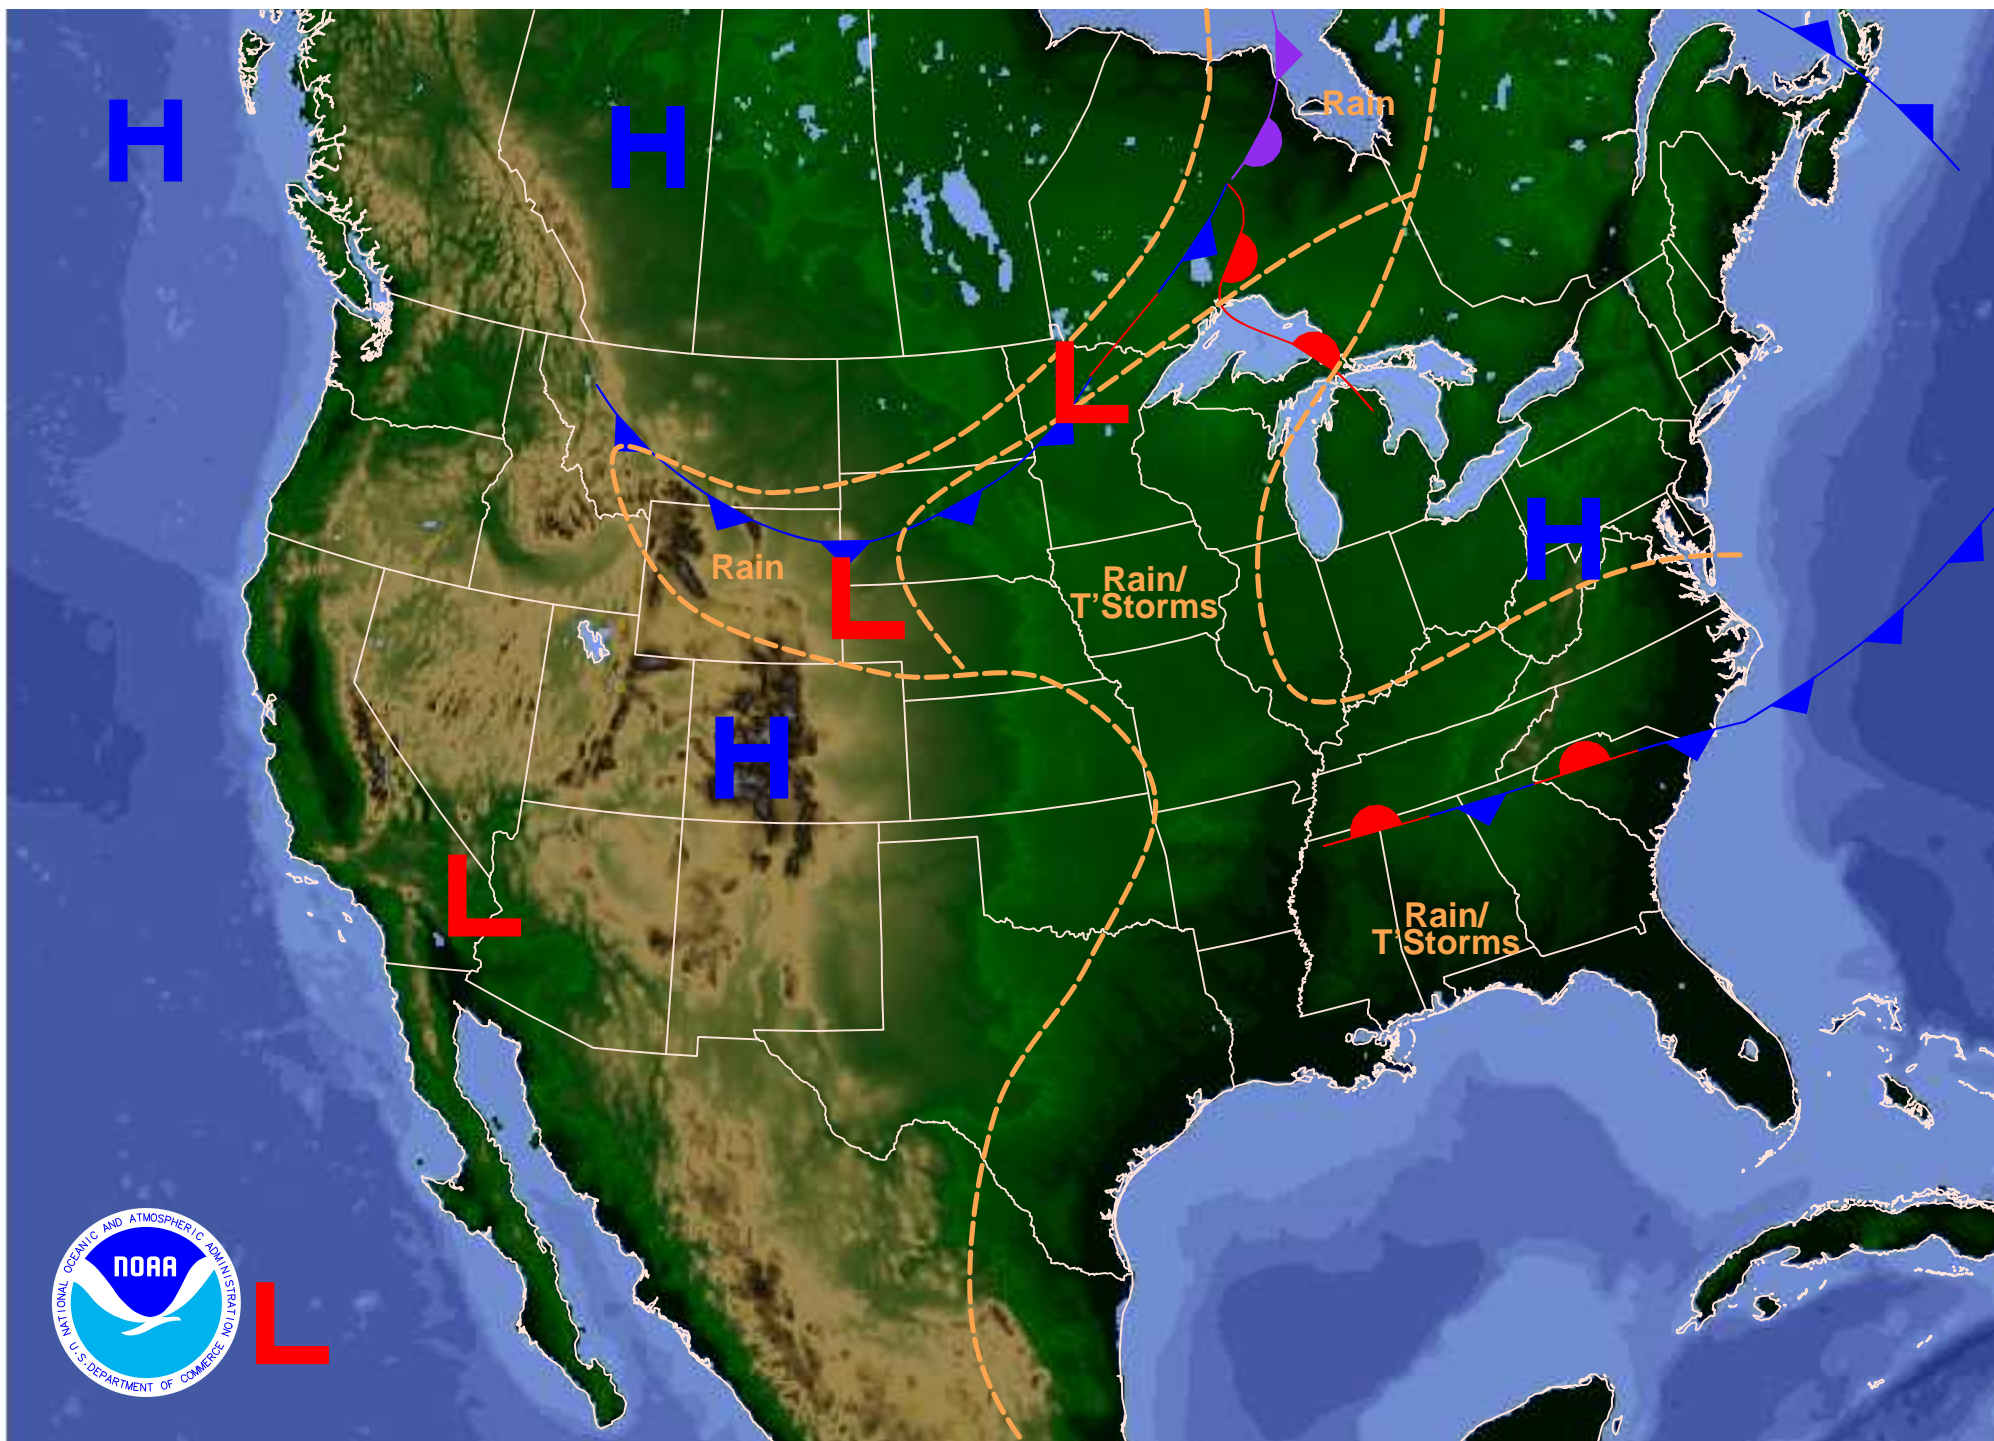 H
H
Rain
L
H
Rain
L
Rain/
T'Storms
H
L
Rain/
T'Storms
NATIONAL OCEANIC AND ATMOSPHERIC ADMINISTRATION
NOAA
U.S. DEPARTMENT OF COMMERCE
L